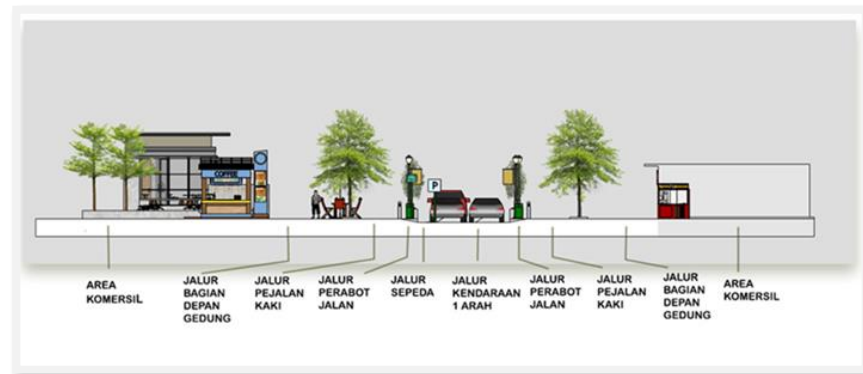 COFFEE
P
AREA
KOMERSIL
JALUR
BAGIAN
DEPAN
GEDUNG
JALUR
PEJALAN
KAKI
JALUR
PERABOT
JALAN
JALUR
SEPEDA
JALUR
KENDARAAN
1 ARAH
JALUR
PERABOT
JALAN
JALUR
PEJALAN
KAKI
JALUR
BAGIAN
DEPAN
GEDUNG
AREA
KOMERSIL